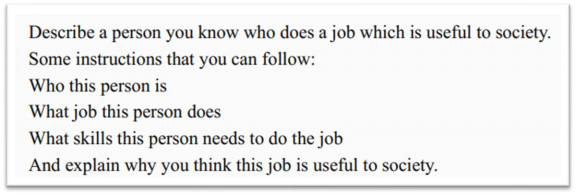 Describe a person you know who does a job which is useful to society.
Some instructions that you can follow:
Who this person is
What job this person does
What skills this person needs to do the job
And explain why you think this job is useful to society.